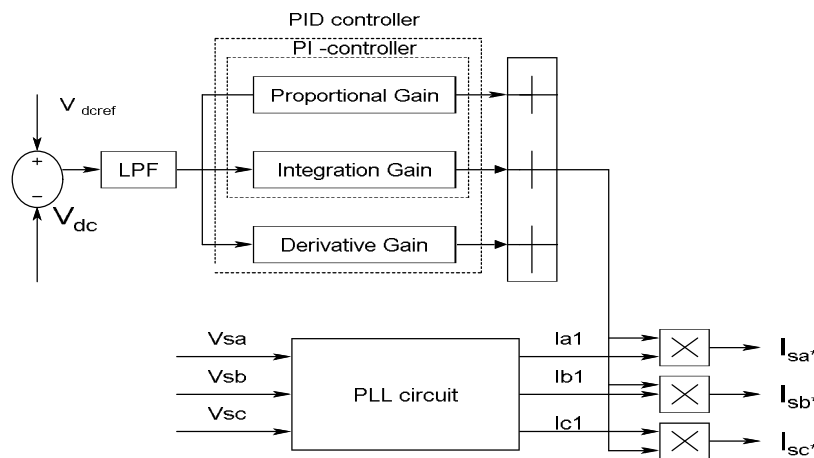 PID controller
PI -controller
V dcref
Proportional Gain
+
LPF
Integration Gain
−
Vdc
Derivative Gain
Vsa
Ia1
Isa*
Vsb
PLL circuit
Ib1
Isb*
Vsc
Ic1
Isc*